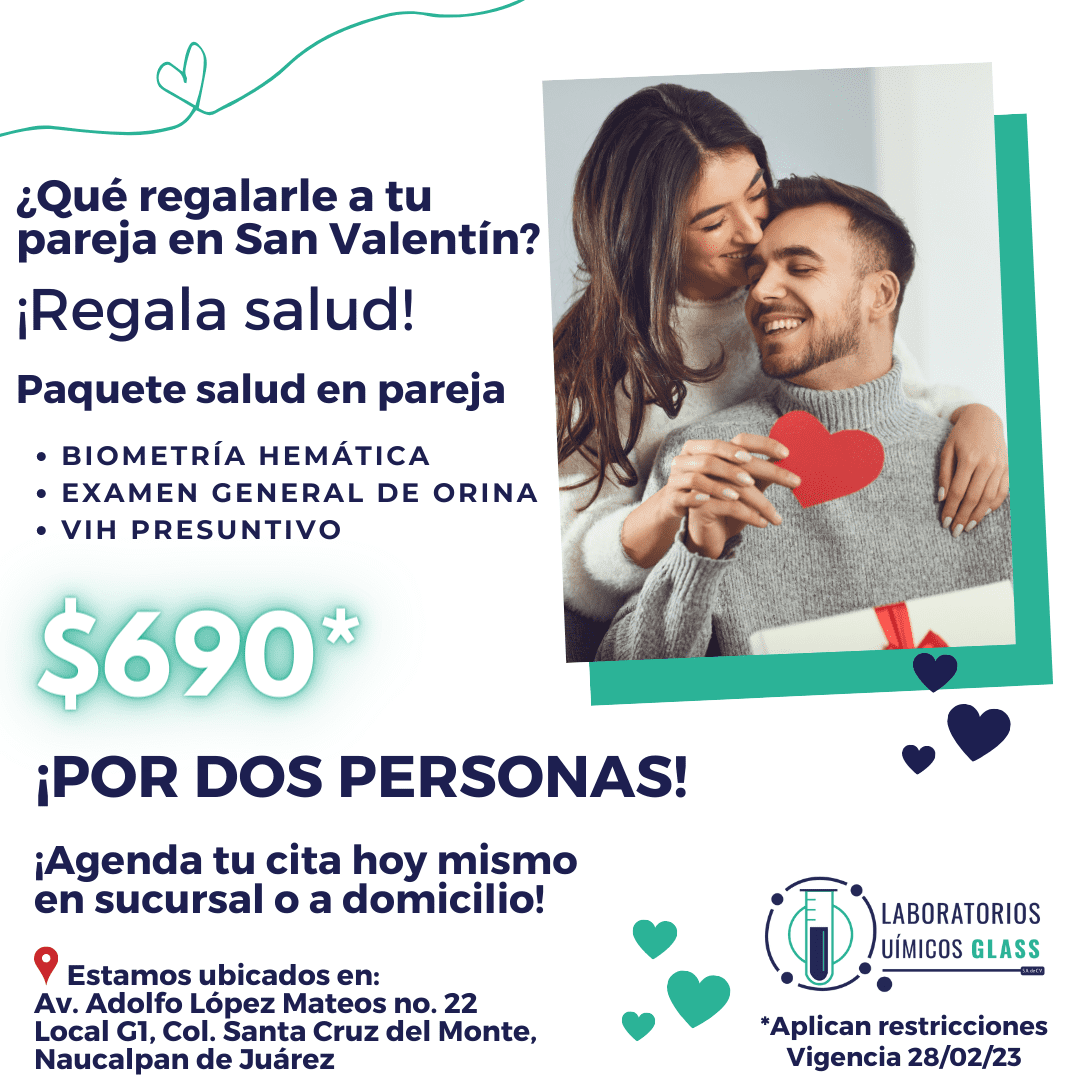 ¿Qué regalarle a tu
pareja en San Valentín?
¡Regala salud!
Paquete salud en pareja
• BIOMETRÍA HEMÁTICA
• EXAMEN GENERAL DE ORINA
• VIH PRESUNTIVO
$690*
¡POR DOS PERSONAS!
¡Agenda tu cita hoy mismo
en sucursal o a domicilio!
Estamos ubicados en:
Av. Adolfo López Mateos no. 22
Local G1, Col. Santa Cruz del Monte,
Naucalpan de Juárez
LABORATORIOS
QUÍMICOS GLASS
S.A. de C.V.
*Aplican restricciones
Vigencia 28/02/23